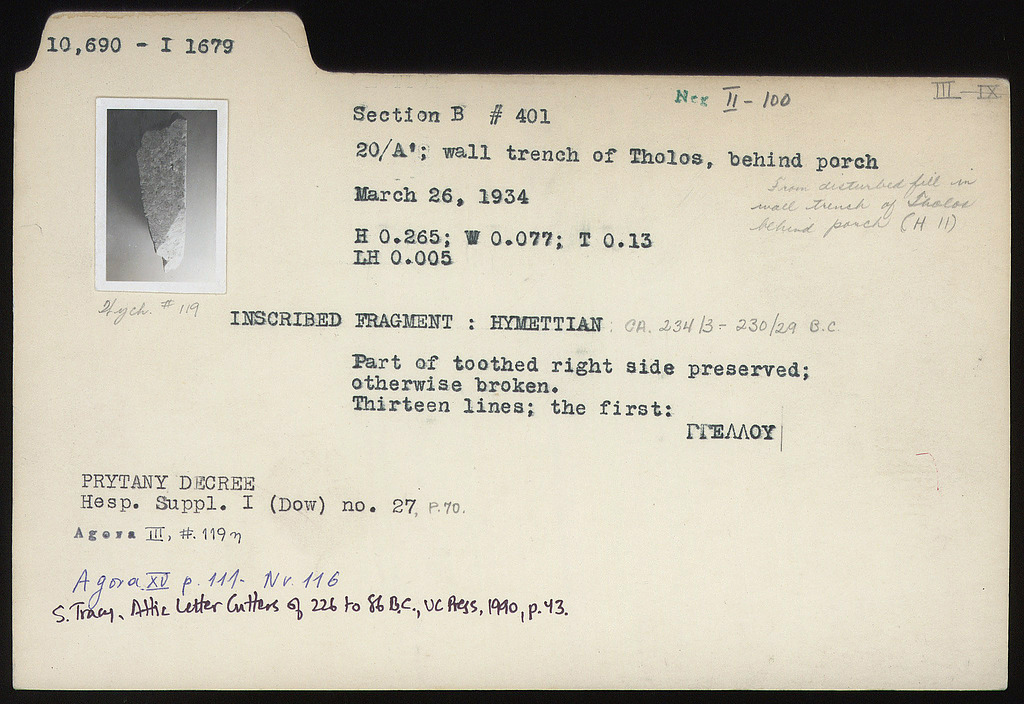 10,690 - I 1679
Neg II - 100
III - IX
Section B # 401
20/A'; wall trench of Tholos, behind porch
From disturbed fill in
wall trench of Tholos
behind porch (H 11)
March 26, 1934
H 0.265; W 0.077; T 0.13
LH 0.005
# 119
INSCRIBED FRAGMENT : HYMETTIAN : CA. 234/3 - 230/29 B.C.
Part of toothed right side preserved;
otherwise broken.
Thirteen lines; the first:
ΓΓΕΛΛΟΥ
PRYTANY DECREE
Hesp. Suppl. I (Dow) no. 27, P. 70.
Agora III, #. 119n
Agora XV p. 111- Nr. 116
S. Tracy, Attic Letter Cutters of 226 to 86 B.C., UC Press, 1990, p. 43.